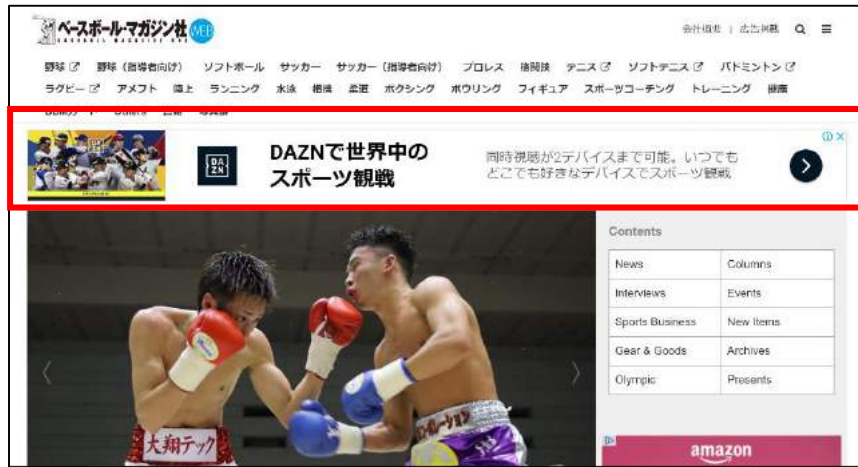 ベースボール・マガジン社 WEB
BASEBALL MAGAZINE SHA
会社概要 | 広告掲載
野球 野球（指導者向け） ソフトボール サッカー サッカー（指導者向け） プロレス 格闘技 テニス ソフトテニス バドミントン
ラグビー アメフト 陸上 ランニング 水泳 相撲 柔道 ボクシング ボウリング フィギュア スポーツコーチング トレーニング 健康
DA
ZN
DAZNで世界中の
スポーツ観戦
同時視聴が2デバイスまで可能。いつでも
どこでも好きなデバイスでスポーツ観戦
Contents
News Columns
Interviews Events
Sports Business New Items
Gear & Goods Archives
Olympic Presents
大翔テック
amazon